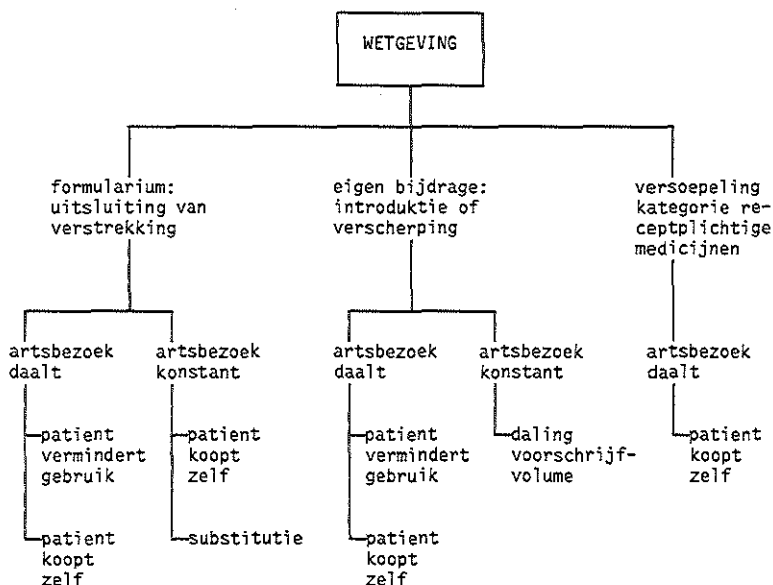 WETGEVING
formularium:
uitsluiting van
verstrekking
eigen bijdrage:
introduktie of
verscherping
versoepeling
kategorie re-
ceptplichtige
medicijnen
artsbezoek
daalt
artsbezoek
konstant
artsbezoek
daalt
artsbezoek
konstant
artsbezoek
daalt
patient
vermindert
gebruik
patient
koopt
zelf
patient
vermindert
gebruik
daling
voorschrijf-
volume
patient
koopt
zelf
patient
koopt
zelf
substitutie
patient
koopt
zelf